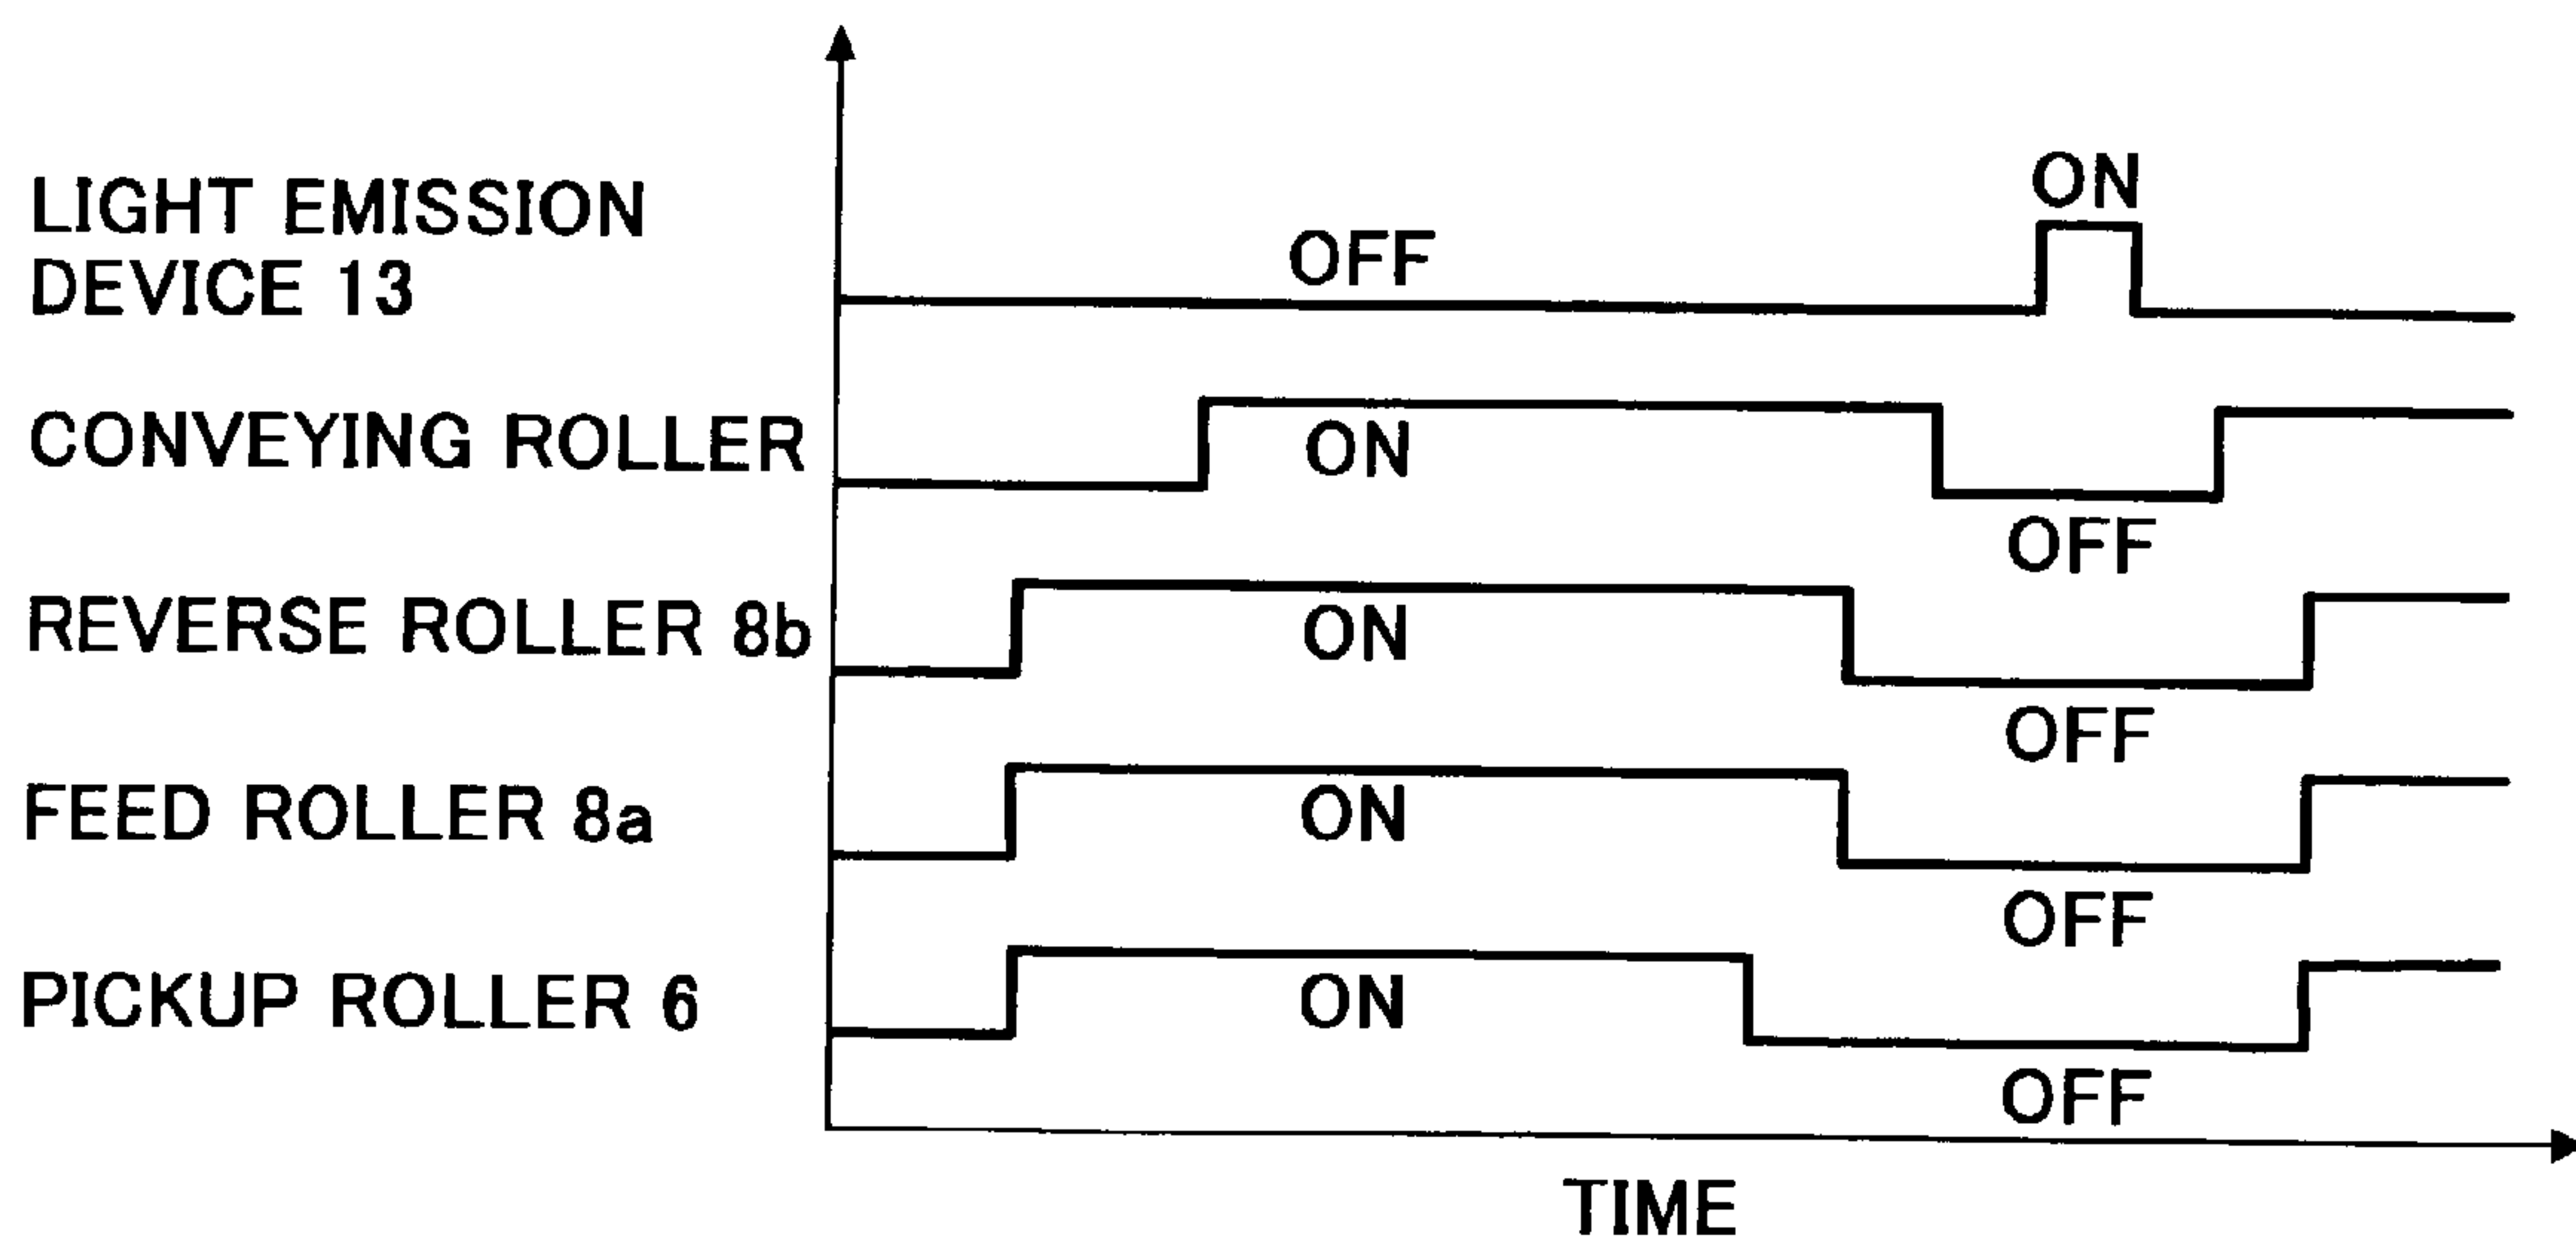 ON
LIGHT EMISSION
DEVICE 13
OFF
CONVEYING ROLLER
ON
OFF
REVERSE ROLLER 8b
ON
OFF
FEED ROLLER 8a
ON
OFF
PICKUP ROLLER 6
ON
OFF
TIME